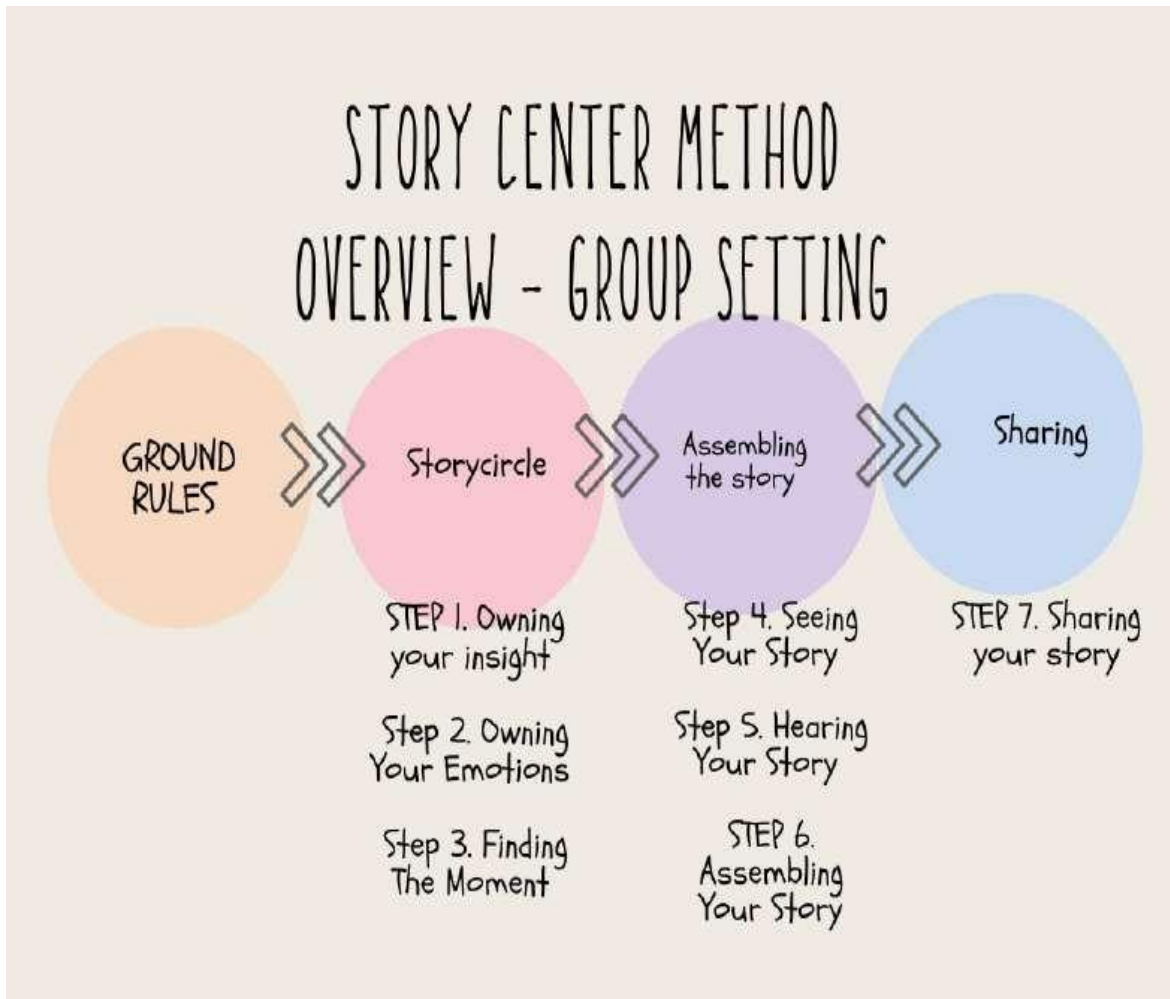 STORY CENTER METHOD
OVERVIEW - GROUP SETTING
GROUND
RULES
Storycircle
Assembling
the story
Sharing
STEP 1. Owning
your insight
Step 2. Owning
Your Emotions
Step 3. Finding
The Moment
Step 4. Seeing
Your Story
Step 5. Hearing
Your Story
STEP 6.
Assembling
Your Story
STEP 7. Sharing
your story